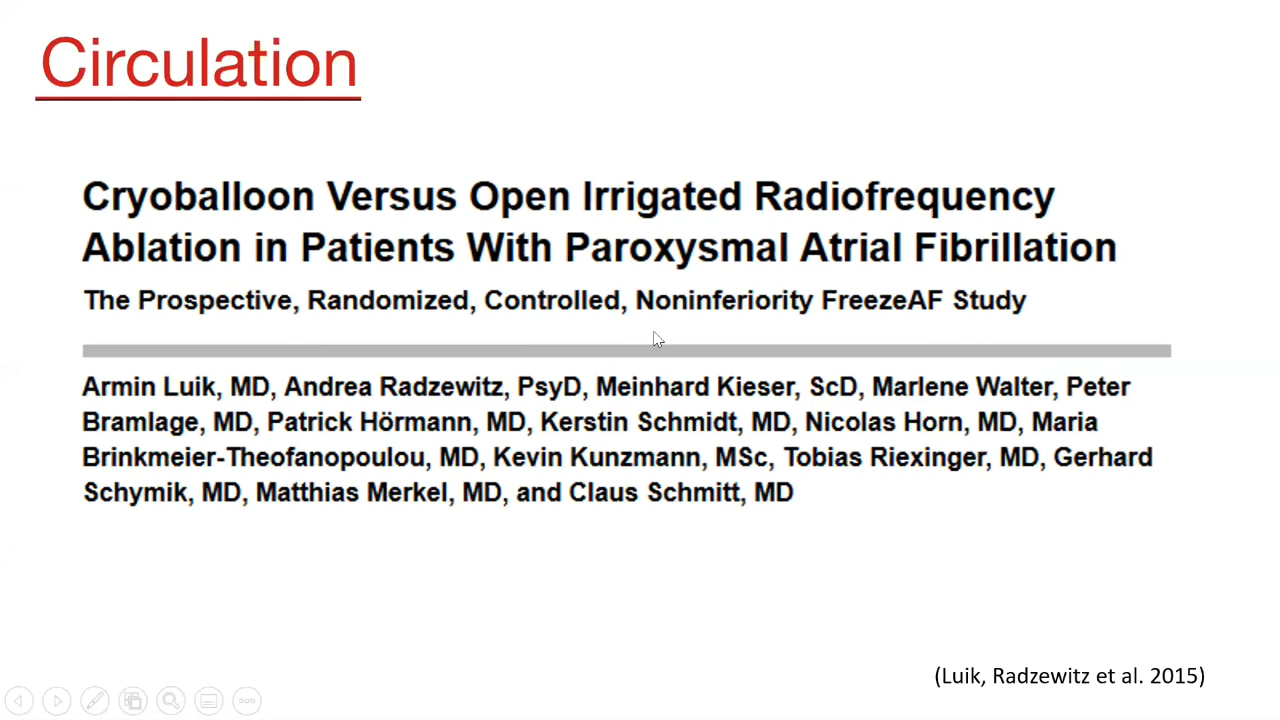 Circulation
Cryoballoon Versus Open Irrigated Radiofrequency
Ablation in Patients With Paroxysmal Atrial Fibrillation
The Prospective, Randomized, Controlled, Noninferiority FreezeAF Study
Armin Luik, MD, Andrea Radzewitz, PsyD, Meinhard Kieser, ScD, Marlene Walter, Peter
Bramlage, MD, Patrick Hörmann, MD, Kerstin Schmidt, MD, Nicolas Horn, MD, Maria
Brinkmeier-Theofanopoulou, MD, Kevin Kunzmann, MSc, Tobias Riexinger, MD, Gerhard
Schymik, MD, Matthias Merkel, MD, and Claus Schmitt, MD
(Luik, Radzewitz et al. 2015)